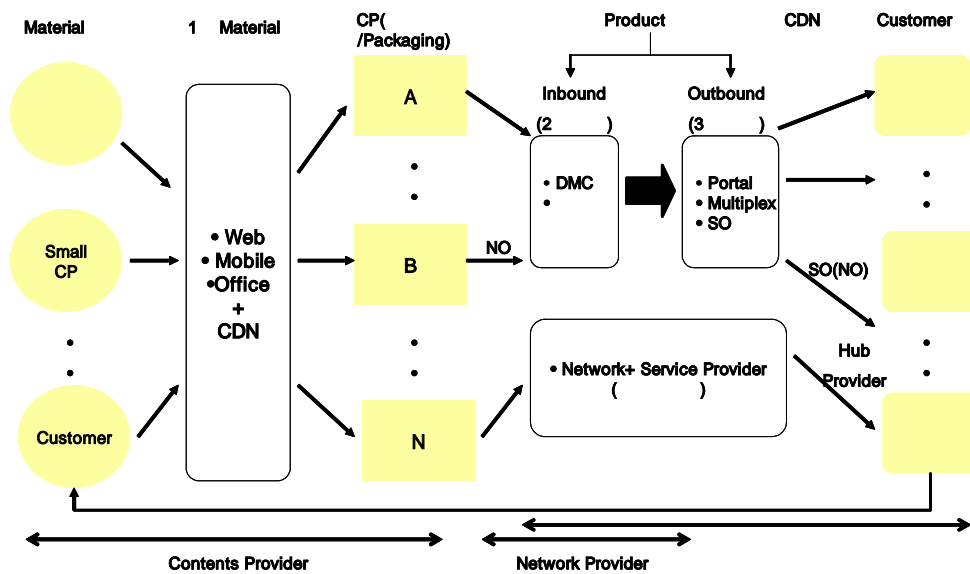 Material
1 Material
CP(
/Packaging)
Product
CDN
Customer
Inbound
(2 )
Outbound
(3 )
A
• DMC
•
• Portal
• Multiplex
• SO
Small
CP
• Web
• Mobile
•Office
+
CDN
B
NO
SO(NO)
Hub
Provider
• Network+ Service Provider
( )
Customer
N
Contents Provider
Network Provider